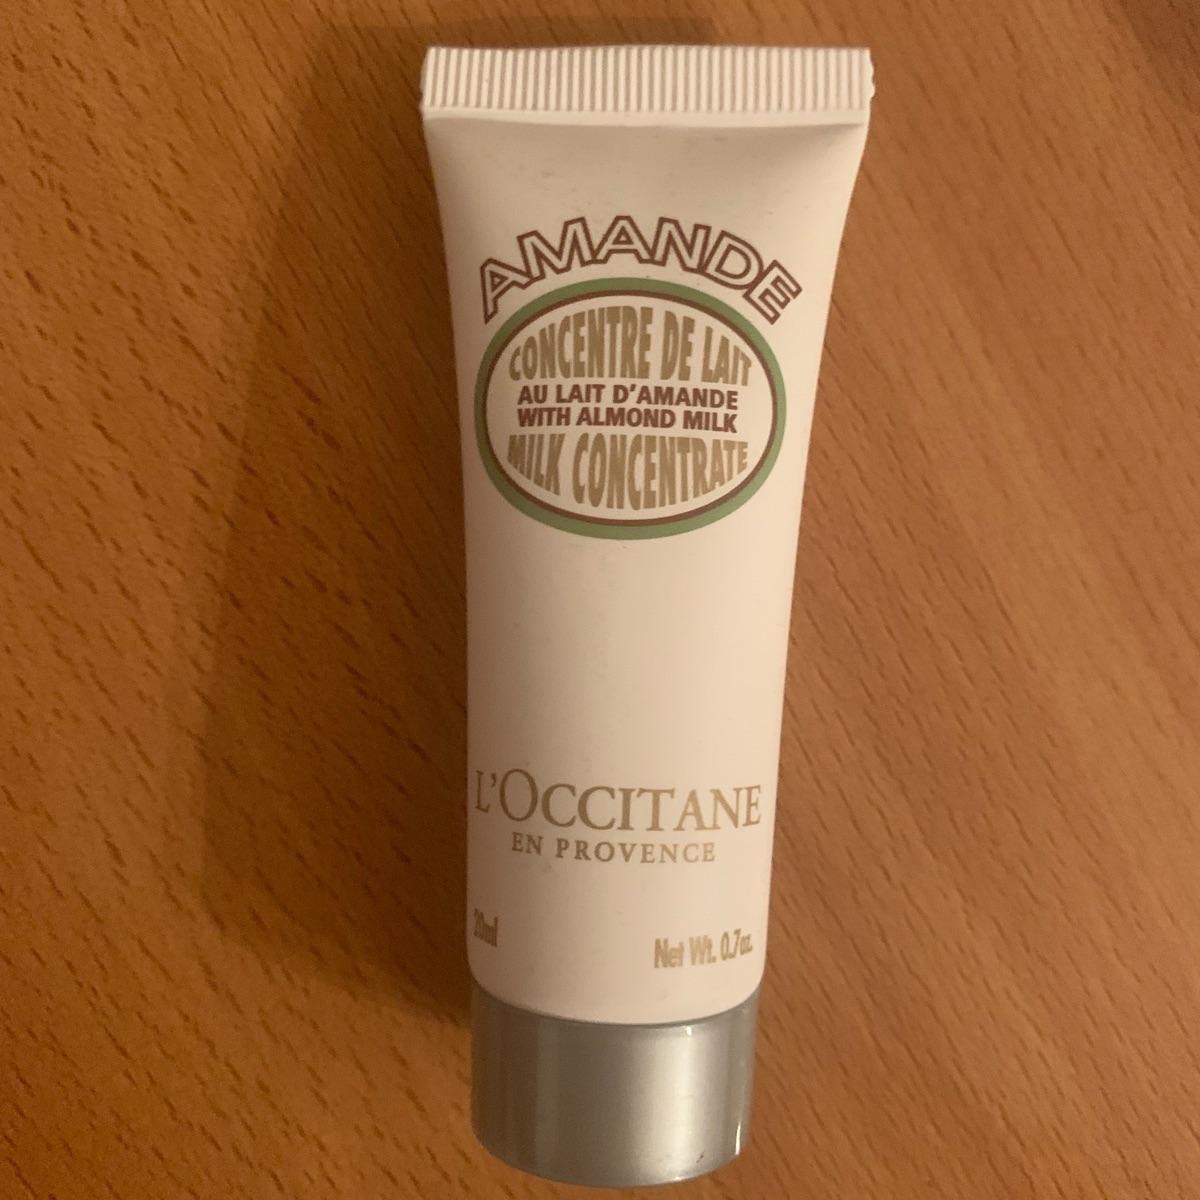 AMANDE
CONCENTRE DE LAIT
AU LAIT D'AMANDE
WITH ALMOND MILK
MILK CONCENTRATE
L'OCCITANE
EN PROVENCE
20ml
Net Wt. 0.7oz.